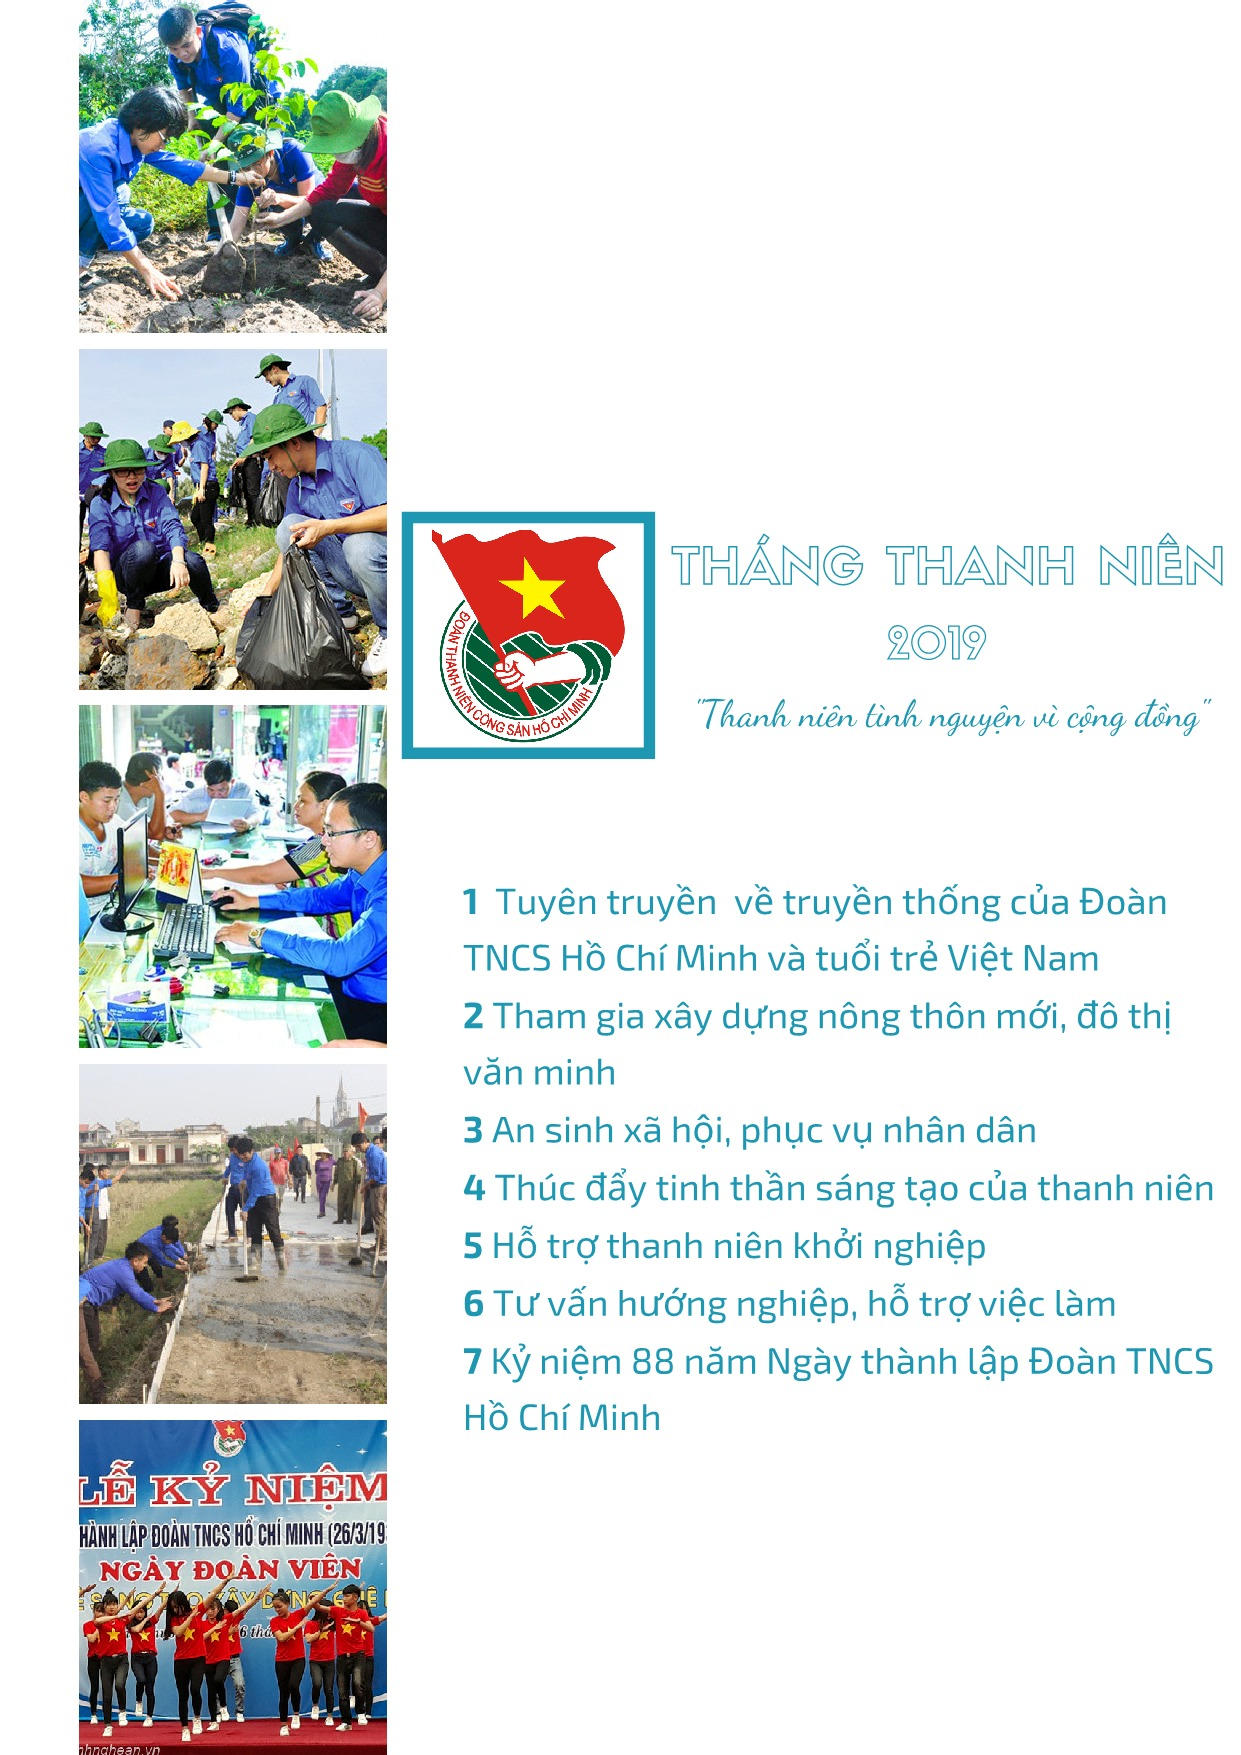 THÁNG THANH NIÊN
2019
"Thanh niên tình nguyện vì cộng đồng"
ĐOÀN THANH NIÊN CỘNG SẢN HỒ CHÍ MINH
1 Tuyên truyền về truyền thống của Đoàn
TNCS Hồ Chí Minh và tuổi trẻ Việt Nam
2 Tham gia xây dựng nông thôn mới, đô thị
văn minh
3 An sinh xã hội, phục vụ nhân dân
4 Thúc đẩy tinh thần sáng tạo của thanh niên
5 Hỗ trợ thanh niên khởi nghiệp
6 Tư vấn hướng nghiệp, hỗ trợ việc làm
7 Kỷ niệm 88 năm Ngày thành lập Đoàn TNCS
Hồ Chí Minh
LỄ KỶ NIỆM
HÀNH LẬP ĐOÀN TNCS HỒ CHÍ MINH (26/3/19
NGÀY ĐOÀN VIÊN